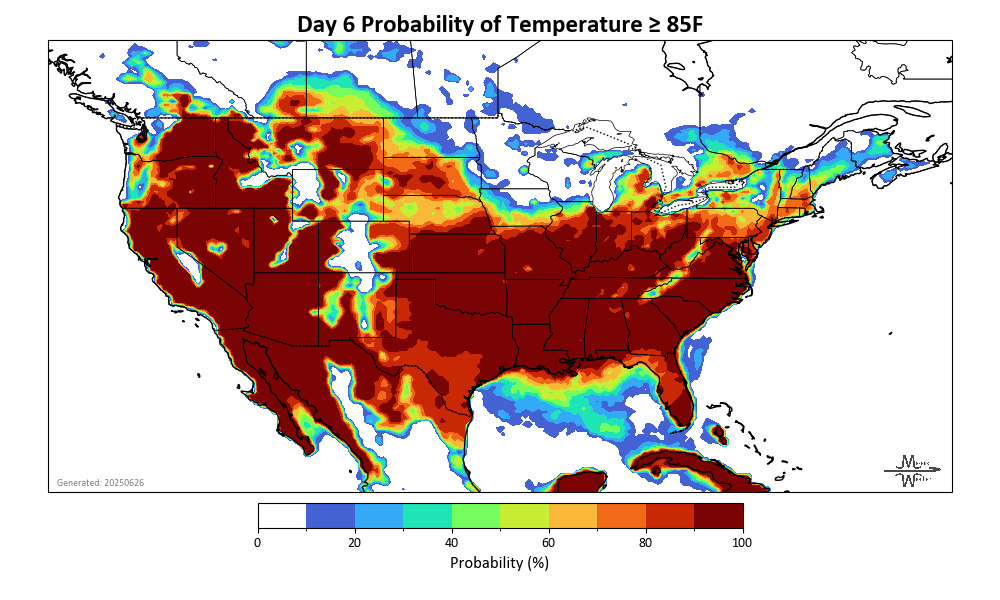 Day 6 Probability of Temperature ≥ 85F
Generated: 20250626
0 20 40 60 80 100
Probability (%)